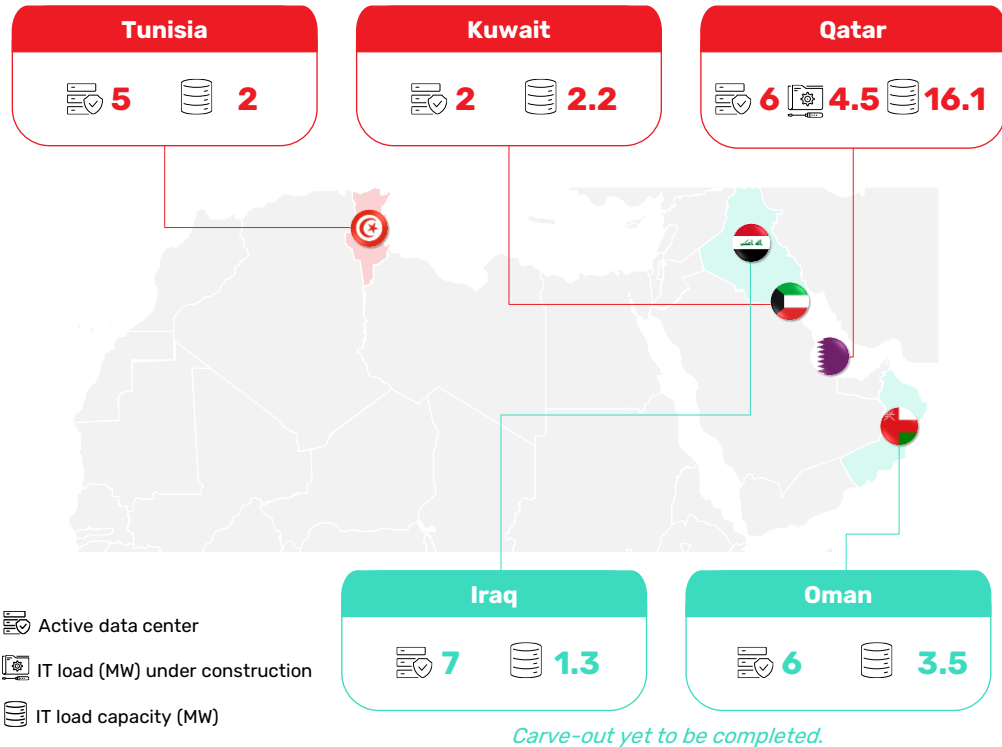 Tunisia
5 2
Kuwait
2 2.2
Qatar
6 4.5 16.1
Iraq
7 1.3
Oman
6 3.5
Active data center
IT load (MW) under construction
IT load capacity (MW)
Carve-out yet to be completed.